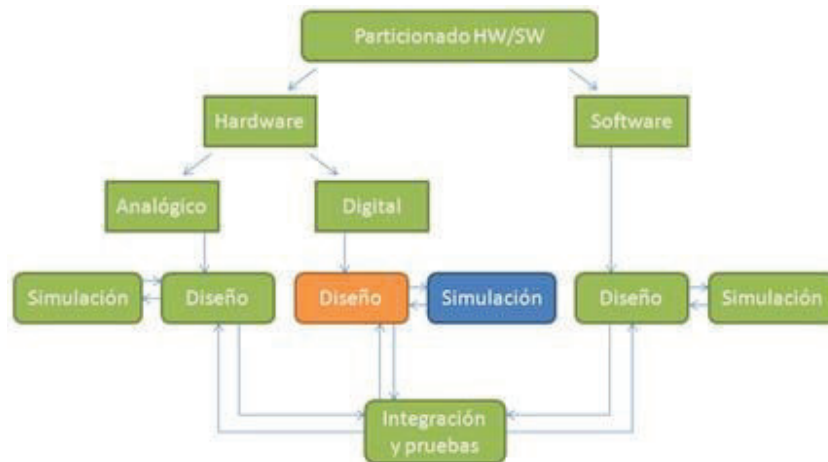 Particionado HW/SW
Hardware
Software
Analógico
Digital
Simulación
Diseño
Diseño
Simulación
Diseño
Simulación
Integración
y pruebas